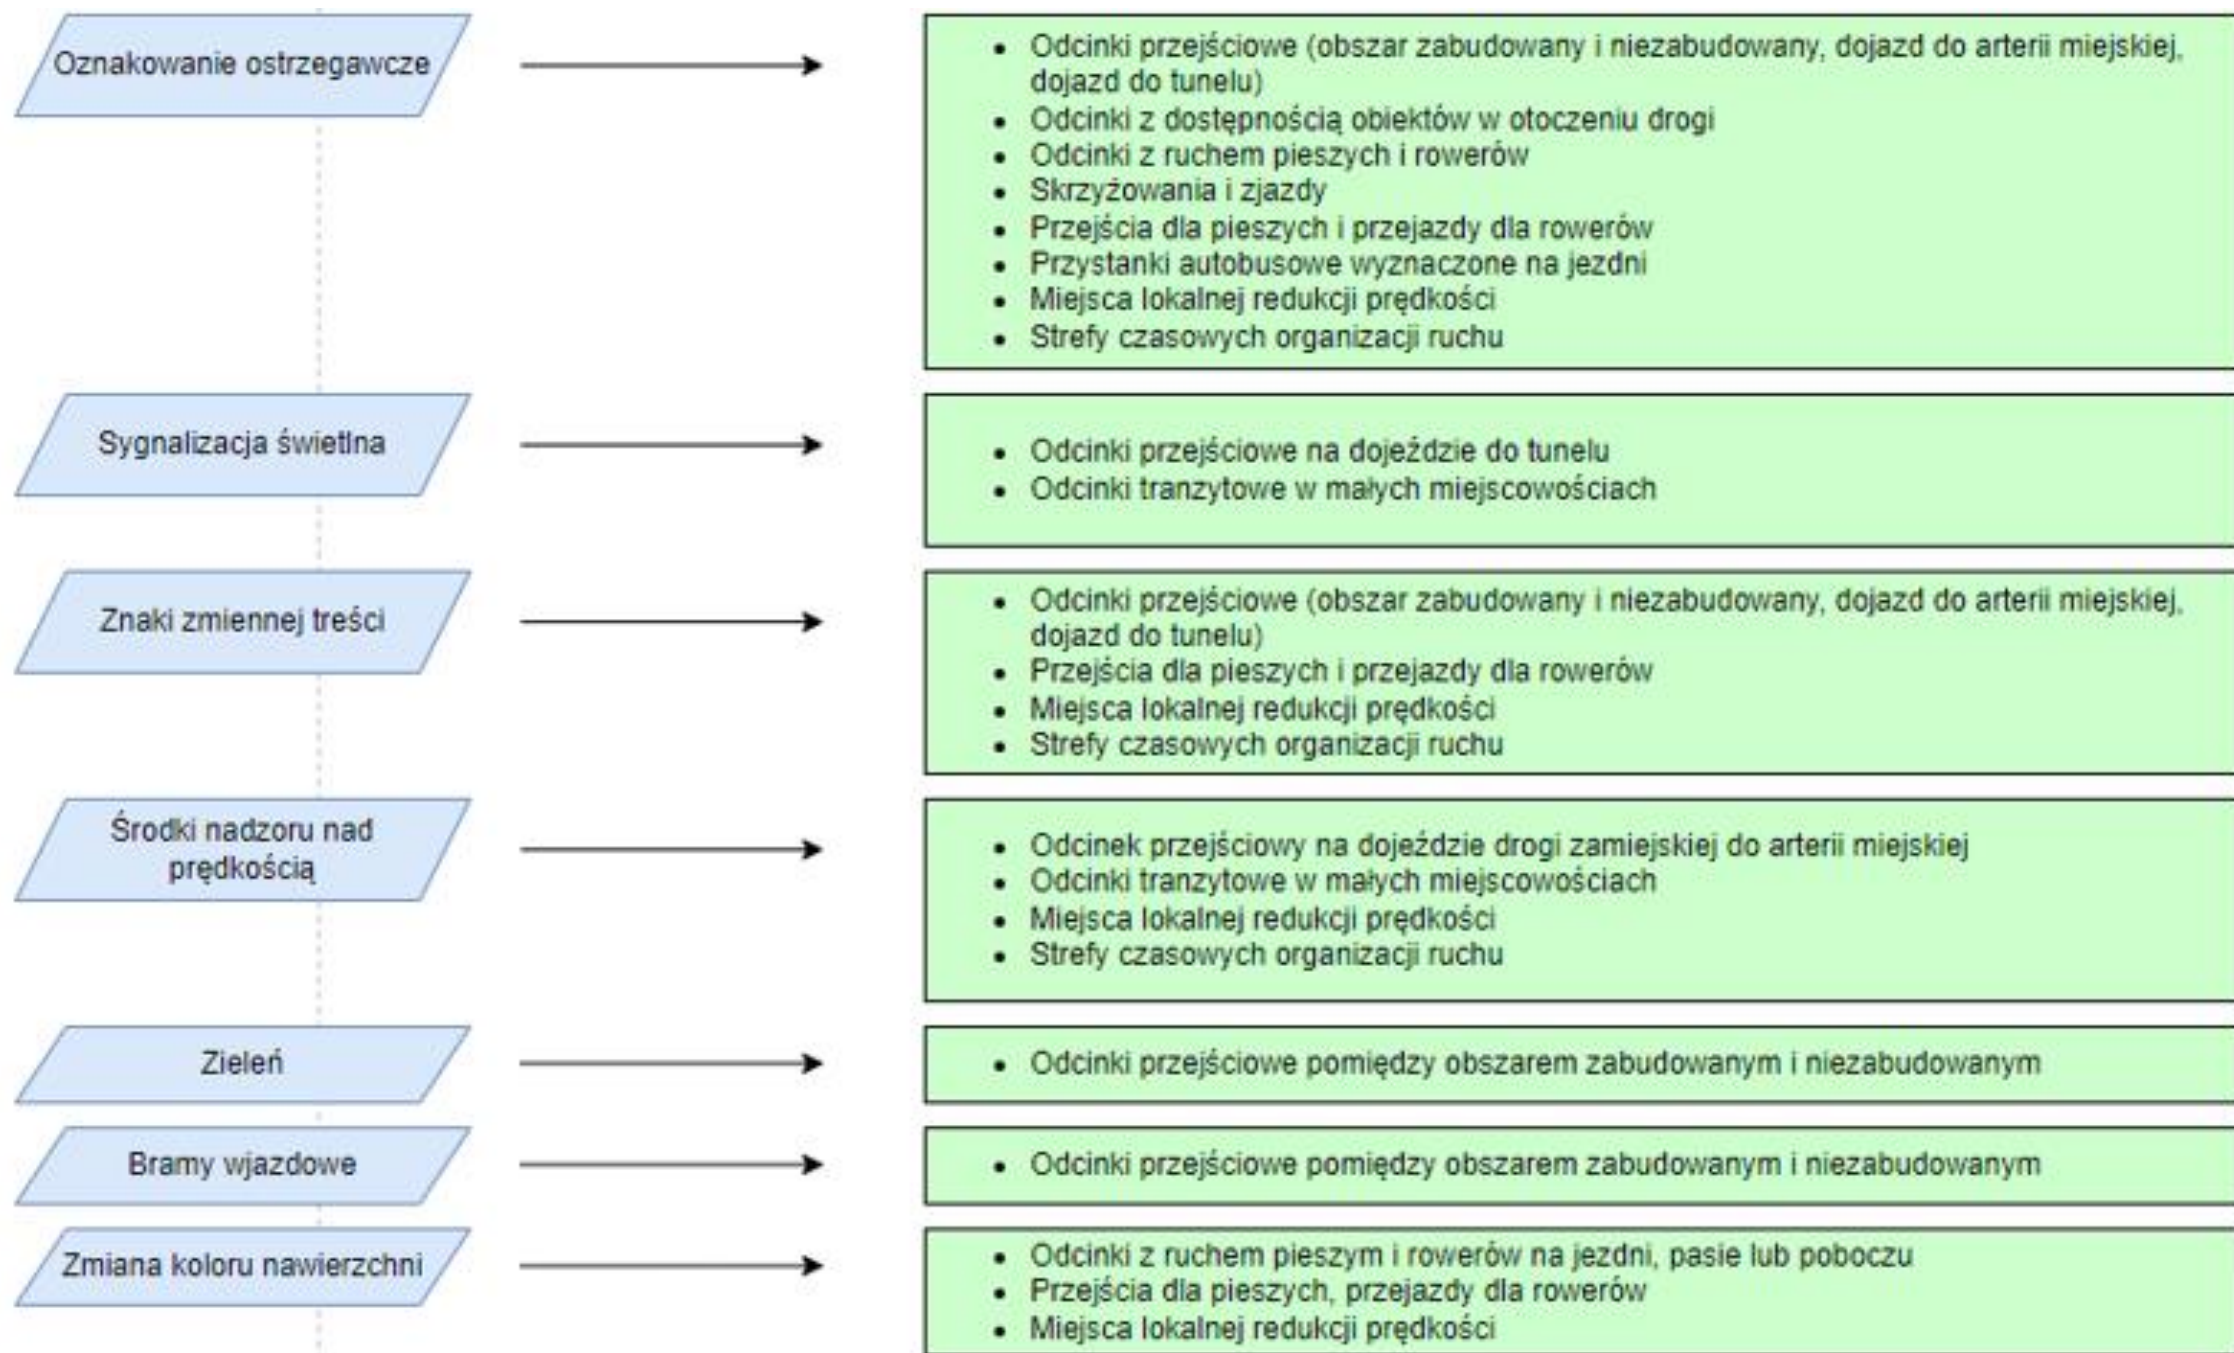 Oznakowanie ostrzegawcze
• Odcinki przejściowe (obszar zabudowany i niezabudowany, dojazd do arterii miejskiej,
dojazd do tunelu)
• Odcinki z dostępnością obiektów w otoczeniu drogi
• Odcinki z ruchem pieszych i rowerów
• Skrzyżowania i zjazdy
• Przejścia dla pieszych i przejazdy dla rowerów
• Przystanki autobusowe wyznaczone na jezdni
• Miejsca lokalnej redukcji prędkości
• Strefy czasowych organizacji ruchu
Sygnalizacja świetlna
• Odcinki przejściowe na dojeździe do tunelu
• Odcinki tranzytowe w małych miejscowościach
Znaki zmiennej treści
• Odcinki przejściowe (obszar zabudowany i niezabudowany, dojazd do arterii miejskiej,
dojazd do tunelu)
• Przejścia dla pieszych i przejazdy dla rowerów
• Miejsca lokalnej redukcji prędkości
• Strefy czasowych organizacji ruchu
Środki nadzoru nad
prędkością
• Odcinek przejściowy na dojeździe drogi zamiejskiej do arterii miejskiej
• Odcinki tranzytowe w małych miejscowościach
• Miejsca lokalnej redukcji prędkości
• Strefy czasowych organizacji ruchu
Zieleń
• Odcinki przejściowe pomiędzy obszarem zabudowanym i niezabudowanym
Bramy wjazdowe
• Odcinki przejściowe pomiędzy obszarem zabudowanym i niezabudowanym
Zmiana koloru nawierzchni
• Odcinki z ruchem pieszym i rowerów na jezdni, pasie lub poboczu
• Przejścia dla pieszych, przejazdy dla rowerów
• Miejsca lokalnej redukcji prędkości